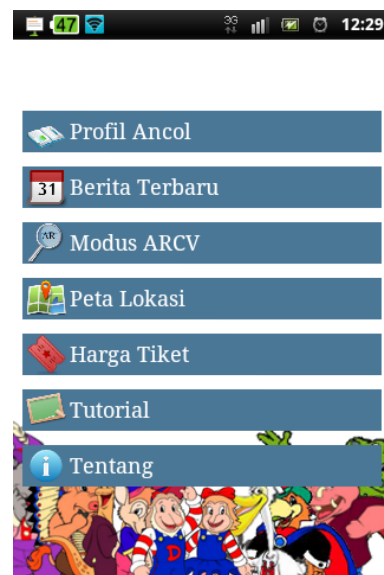 47
3G
12:29
Profil Ancol
31
Berita Terbaru
AR
Modus ARCV
Peta Lokasi
Harga Tiket
Tutorial
i
Tentang
D